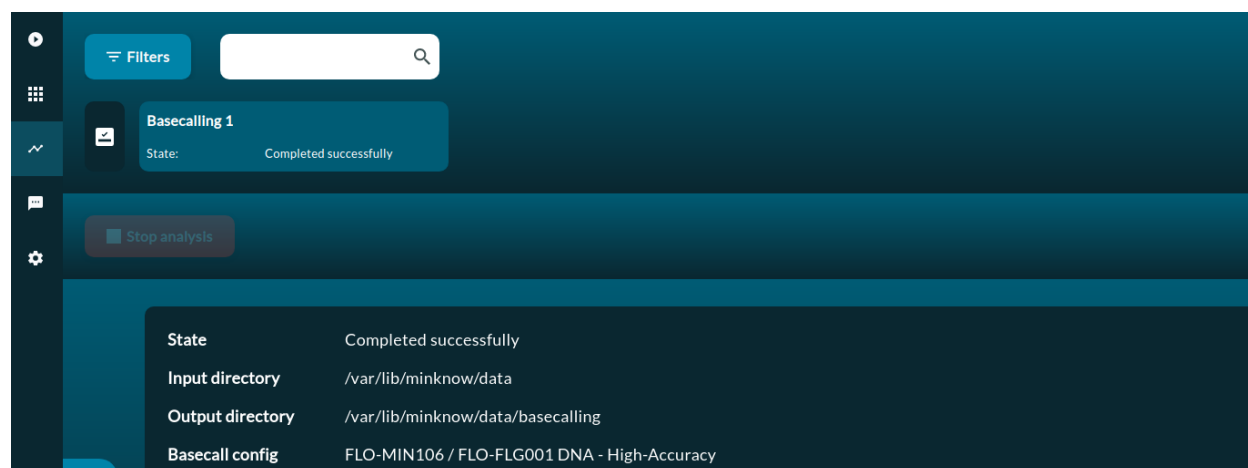 Filters
Basecalling 1
State: Completed successfully
Stop analysis
State Completed successfully
Input directory /var/lib/minknow/data
Output directory /var/lib/minknow/data/basecalling
Basecall config FLO-MIN106 / FLO-FLG001 DNA - High-Accuracy